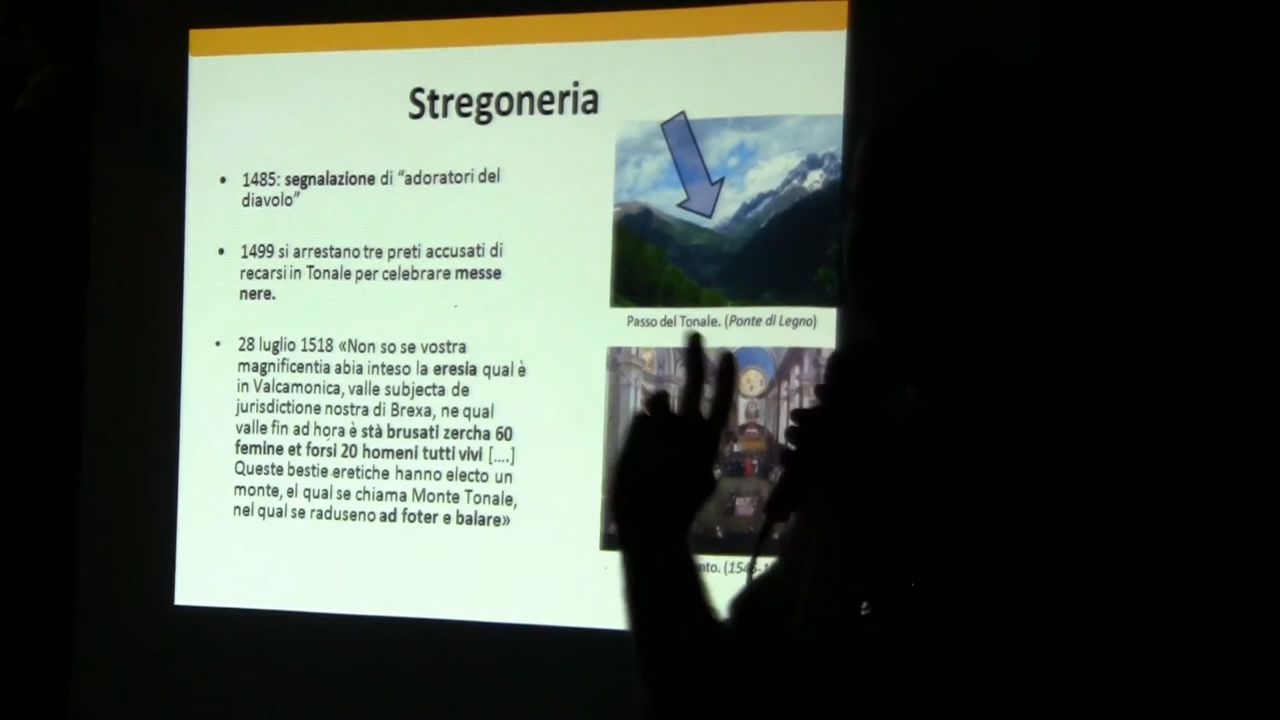 Stregoneria
• 1485: segnalazione di “adoratori del
diavolo”
• 1499 si arrestano tre preti accusati di
recarsi in Tonale per celebrare messe
nere.
• 28 luglio 1518 «Non so se vostra
magnificentia abia inteso la eresia qual è
in Valcamonica, valle subjecta de
jurisdictione nostra di Brexa, ne qual
valle fin ad hora è stà brusati zercha 60
femine et forsi 20 homeni tutti vivi [....]
Queste bestie eretiche hanno electo un
monte, el qual se chiama Monte Tonale,
nel qual se raduseno ad foter e balare»
Passo del Tonale. (Ponte di Legno)